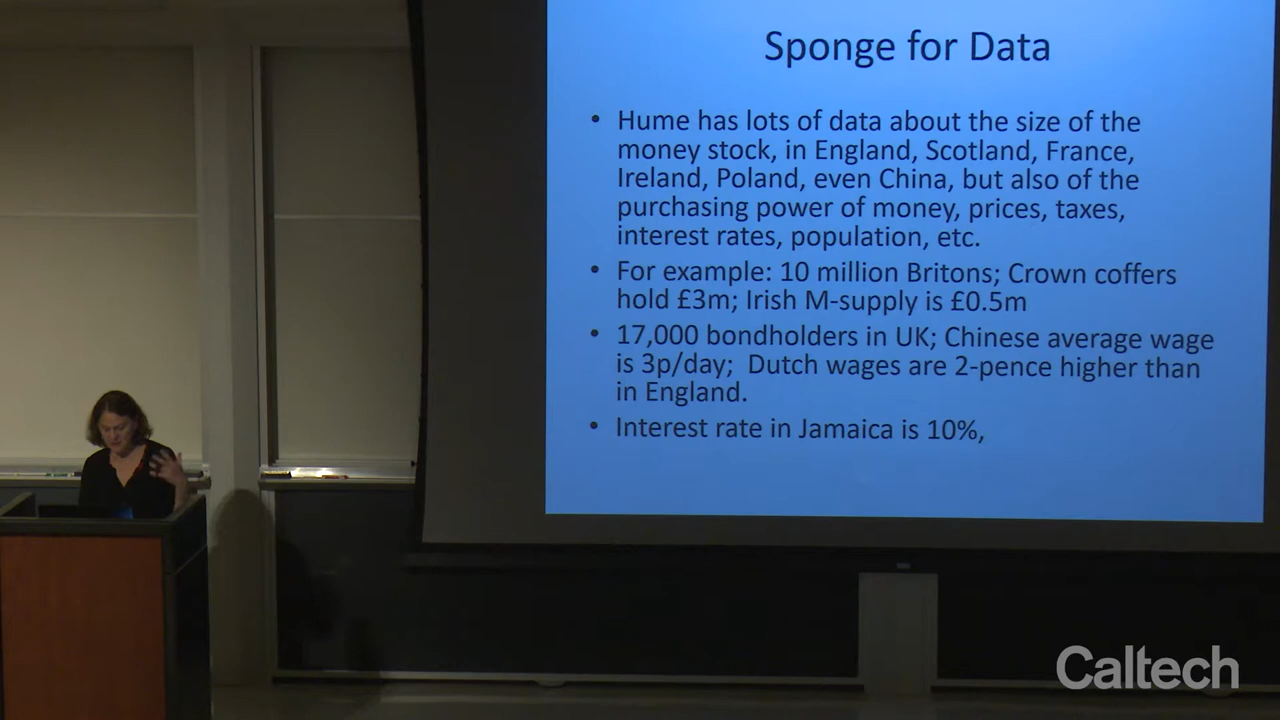 Sponge for Data
• Hume has lots of data about the size of the
money stock, in England, Scotland, France,
Ireland, Poland, even China, but also of the
purchasing power of money, prices, taxes,
interest rates, population, etc.
• For example: 10 million Britons; Crown coffers
hold £3m; Irish M-supply is £0.5m
• 17,000 bondholders in UK; Chinese average wage
is 3p/day;  Dutch wages are 2-pence higher than
in England.
• Interest rate in Jamaica is 10%,
Caltech